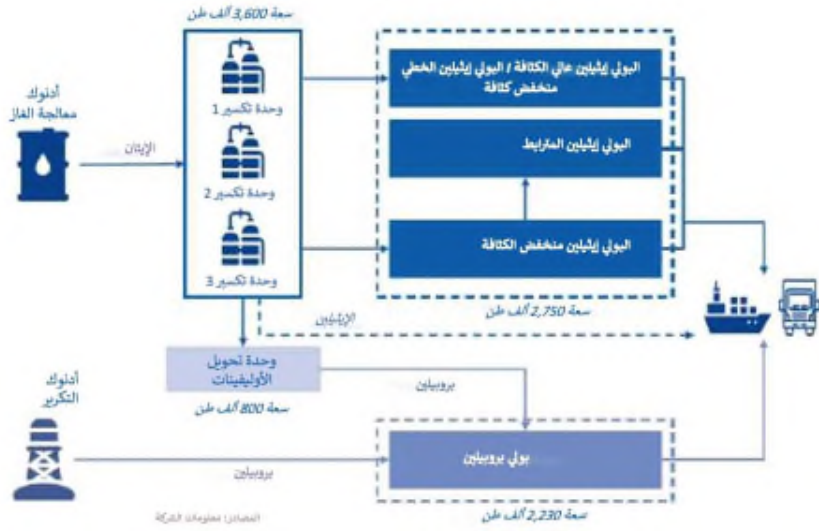 سعة 3,600 ألف طن
أدنوك
معالجة الغاز
الإيثان
وحدة تكسير 1
وحدة تكسير 2
وحدة تكسير 3
البولي إيثيلين عالي الكثافة / البولي إيثيلين الخطي
منخفض كثافة
البولي إيثيلين المترابط
البولي إيثيلين منخفض الكثافة
سعة 2,750 ألف طن
الإيثيلين
وحدة تحويل
الأوليفينات
سعة 800 ألف طن
بروبيلين
أدنوك
التكرير
بروبيلين
بولي بروبيلين
سعة 2,230 ألف طن
المصادر: معلومات الشركة